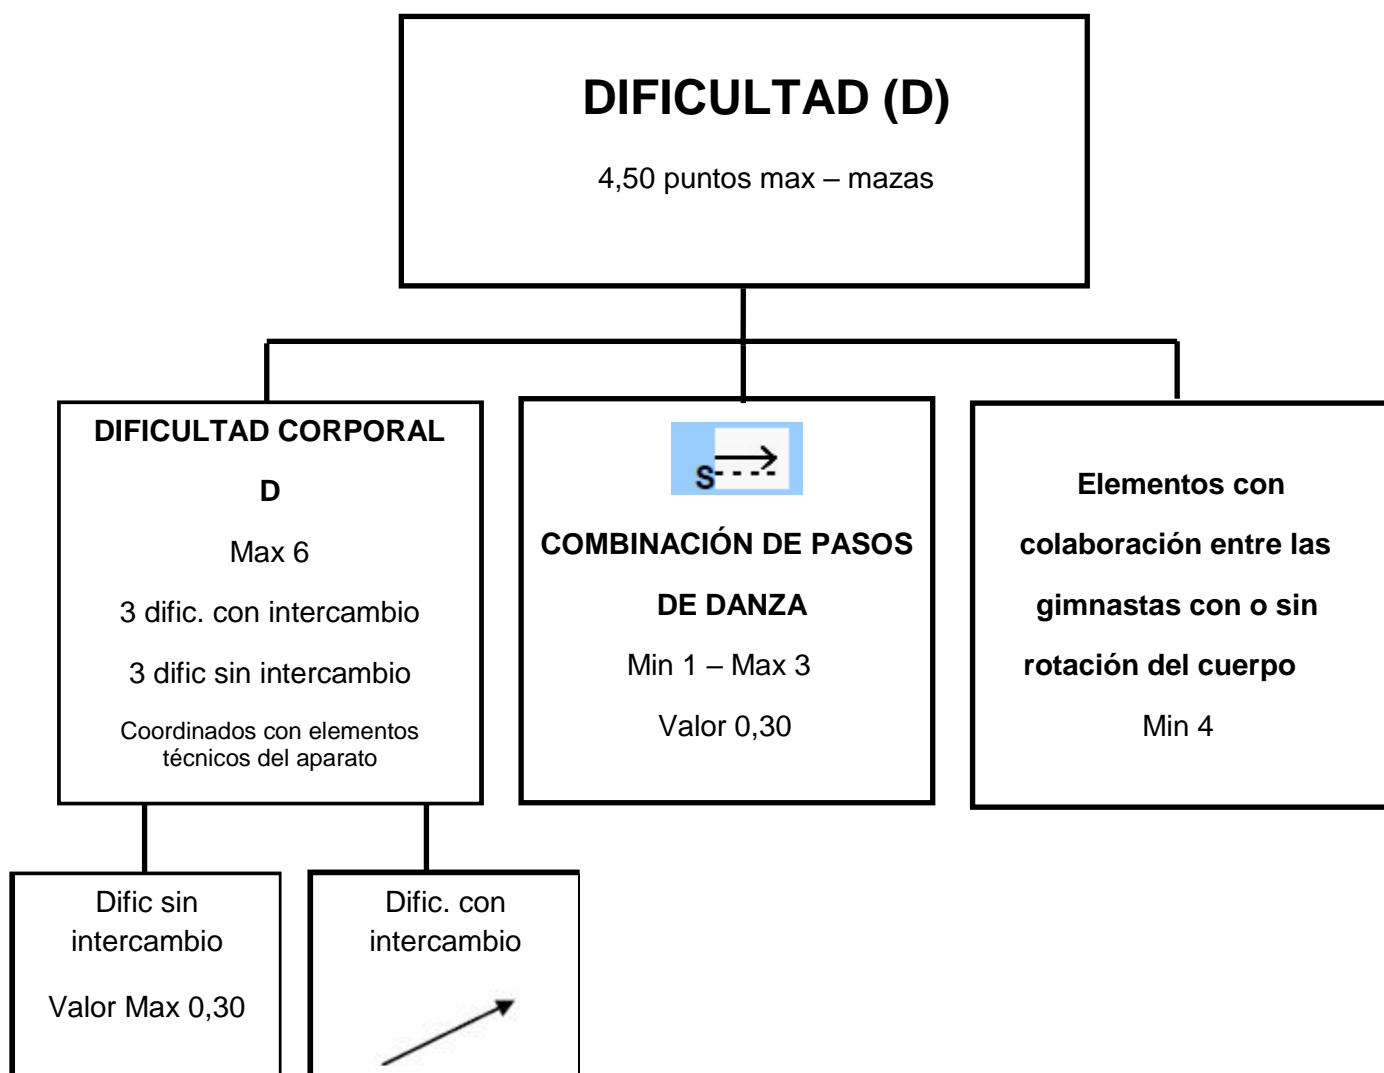 DIFICULTAD (D)
4,50 puntos max – mazas
DIFICULTAD CORPORAL
D
Max 6
3 dific. con intercambio
3 dific sin intercambio
Coordinados con elementos
técnicos del aparato
S
COMBINACIÓN DE PASOS
DE DANZA
Min 1 – Max 3
Valor 0,30
Elementos con
colaboración entre las
gimnastas con o sin
rotación del cuerpo
Min 4
Dific sin
intercambio
Valor Max 0,30
Dific. con
intercambio